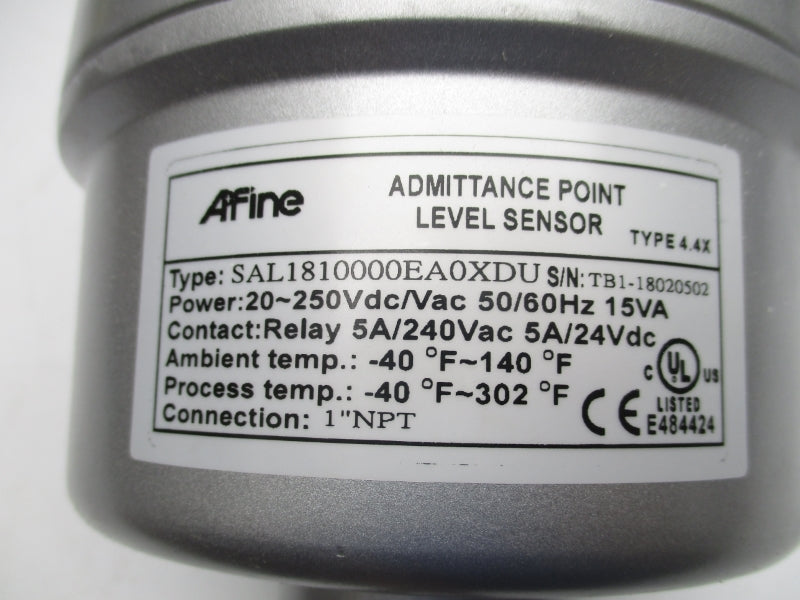 AFine
ADMITTANCE POINT
LEVEL SENSOR
TYPE 4.4X
Type: SAL1810000EA0XDU S/N: TB1-18020502
Power:20~250Vdc/Vac 50/60Hz 15VA
Contact:Relay 5A/240Vac 5A/24Vdc
Ambient temp.: -40 °F~140 °F
Process temp.: -40 °F~302 °F
Connection: 1"NPT
CE
C UL US
LISTED
E484424